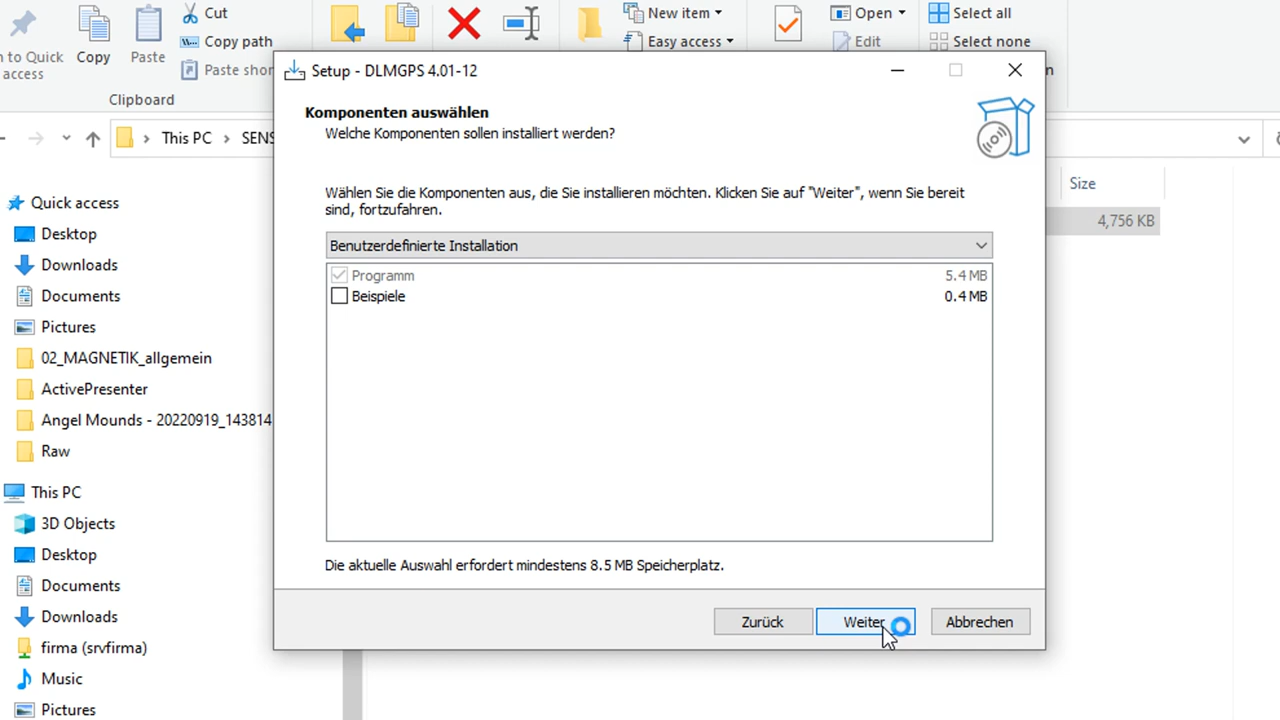 Cut
New item
Open
Select all
n to Quick
access
Copy
Paste
Copy path
Easy access
Edit
Select none
Paste shor
Clipboard
Setup - DLMGPS 4.01-12
Komponenten auswählen
Welche Komponenten sollen installiert werden?
This PC
SENS
Wählen Sie die Komponenten aus, die Sie installieren möchten. Klicken Sie auf "Weiter", wenn Sie bereit
sind, fortzufahren.
Size
4,756 KB
Benutzerdefinierte Installation
Programm 5.4 MB
Beispiele 0.4 MB
Die aktuelle Auswahl erfordert mindestens 8.5 MB Speicherplatz.
Zurück
Weiter
Abbrechen
Quick access
Desktop
Downloads
Documents
Pictures
02_MAGNETIK_allgemein
ActivePresenter
Angel Mounds - 20220919_143814
Raw
This PC
3D Objects
Desktop
Documents
Downloads
firma (srvfirma)
Music
Pictures